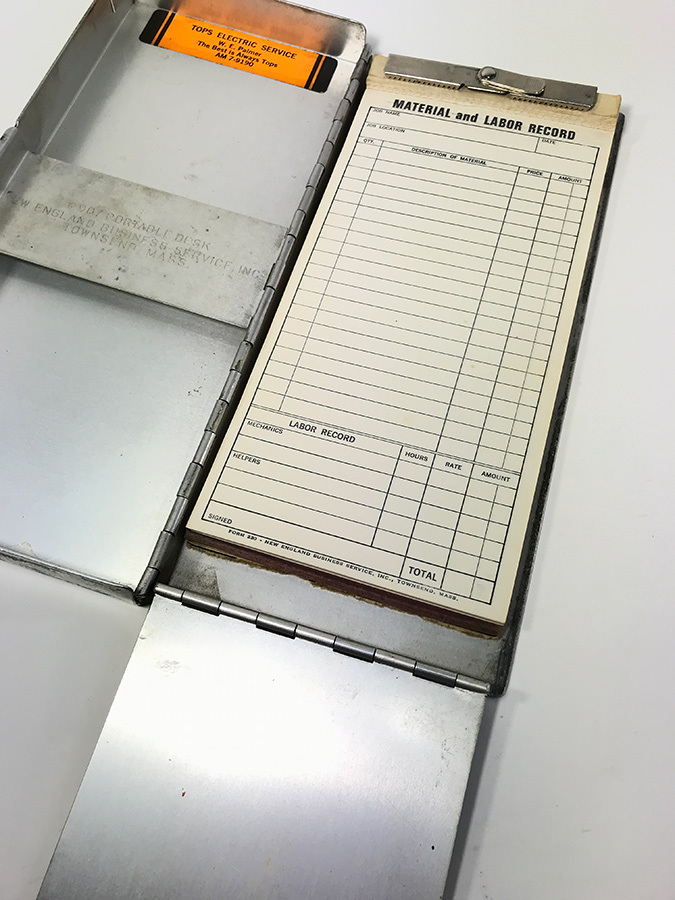 TOPS ELECTRIC SERVICE
W. E. Palmer
The Best is Always Tops
AM 2-9190
PORTABLE DESK
NEW ENGLAND BUSINESS SERVICE, INC.
TOWNSEND, MASS.
MATERIAL and LABOR RECORD
JOB NAME
JOB LOCATION
DATE
QTY.
DESCRIPTION OF MATERIAL
PRICE
AMOUNT
LABOR RECORD
MECHANICS
HOURS
RATE
AMOUNT
HELPERS
SIGNED
TOTAL
FORM 930 • NEW ENGLAND BUSINESS SERVICE, INC., TOWNSEND, MASS.